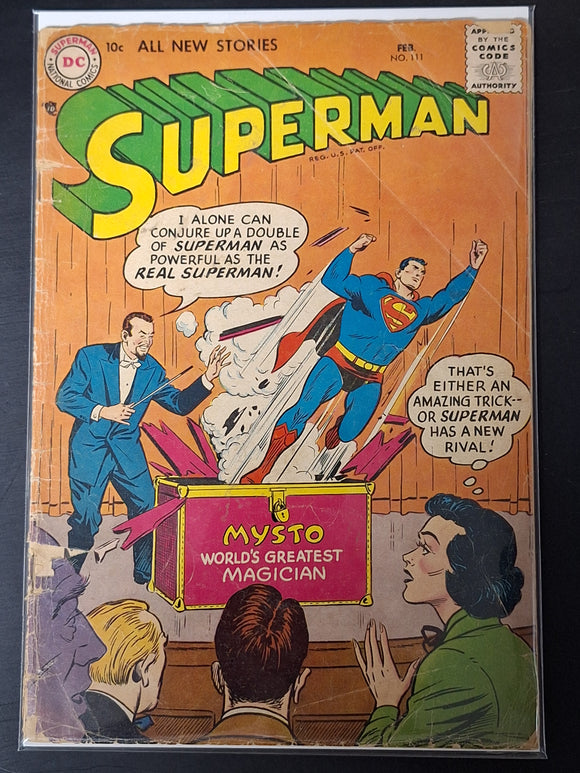 SUPERMAN
DC
NATIONAL COMICS
10c ALL NEW STORIES
FEB.
NO. 111
BY THE
COMICS
CODE
AUTHORITY
SUPERMAN
REG. U.S. PAT. OFF.
I ALONE CAN
CONJURE UP A DOUBLE
OF SUPERMAN AS
POWERFUL AS THE
REAL SUPERMAN!
S
THAT'S
EITHER AN
AMAZING TRICK--
OR SUPERMAN
HAS A NEW
RIVAL!
MYSTO
WORLD'S GREATEST
MAGICIAN